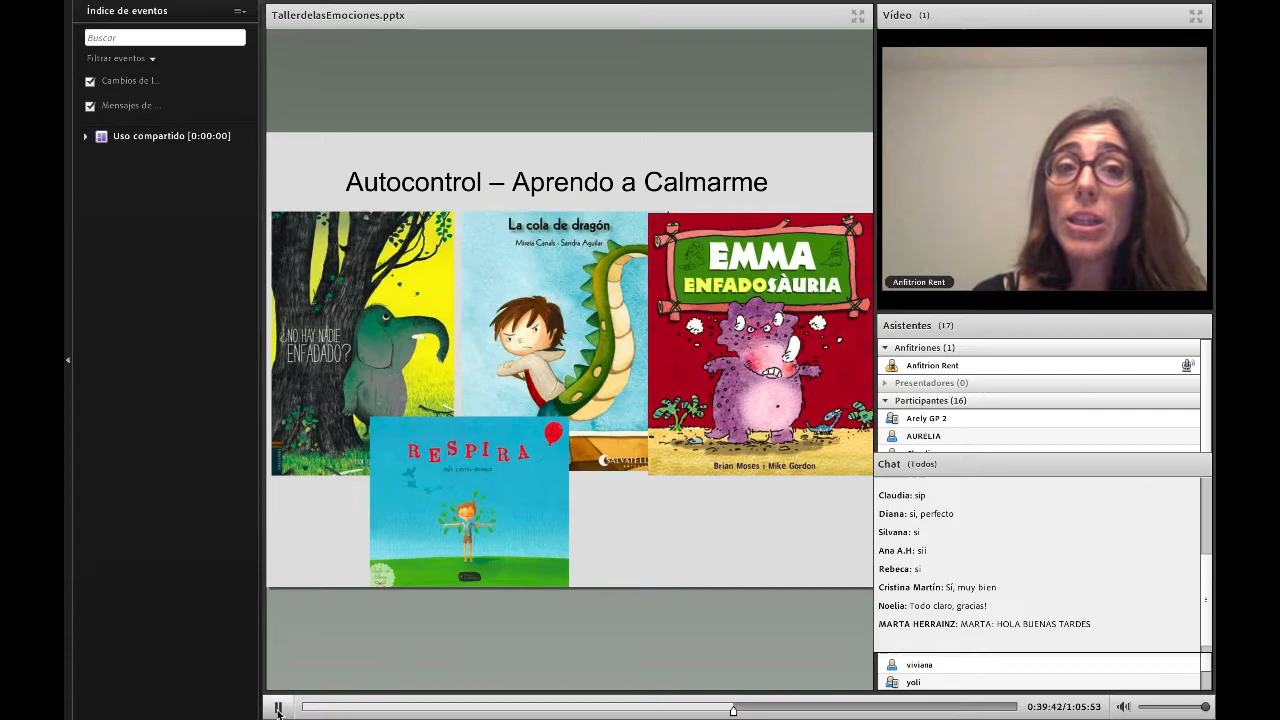 Índice de eventos
Buscar
Filtrar eventos
Cambios de l...
Mensajes de ...
Uso compartido [0:00:00]
TallerdelasEmociones.pptx
Autocontrol – Aprendo a Calmarme
¿NO HAY NADIE
ENFADADO?
La cola de dragón
Mireia Canals - Sandra Aguilar
SALVATELL
EMMA
ENFADOSÀURIA
Brian Moses i Mike Gordon
RESPIRA
Vídeo (1)
Anfitrion Rent
Asistentes (17)
Anfitriones (1)
Anfitrion Rent
Presentadores (0)
Participantes (16)
Arely GP 2
AURELIA
Chat (Todos)
Claudia: sip
Diana: si, perfecto
Silvana: si
Ana A.H: sii
Rebeca: si
Cristina Martín: Sí, muy bien
Noelia: Todo claro, gracias!
MARTA HERRAINZ: MARTA: HOLA BUENAS TARDES
viviana
yoli
0:39:42/1:05:53